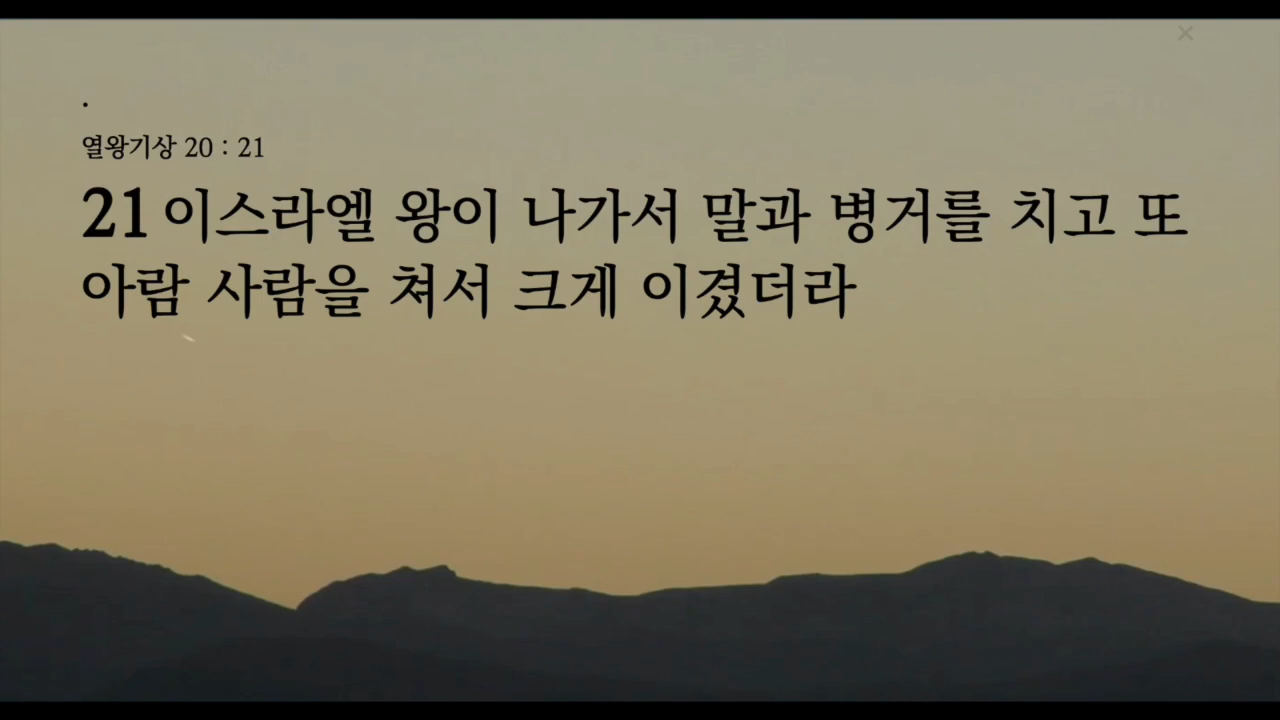 .
열왕기상 20 : 21
21 이스라엘 왕이 나가서 말과 병거를 치고 또
아람 사람을 쳐서 크게 이겼더라